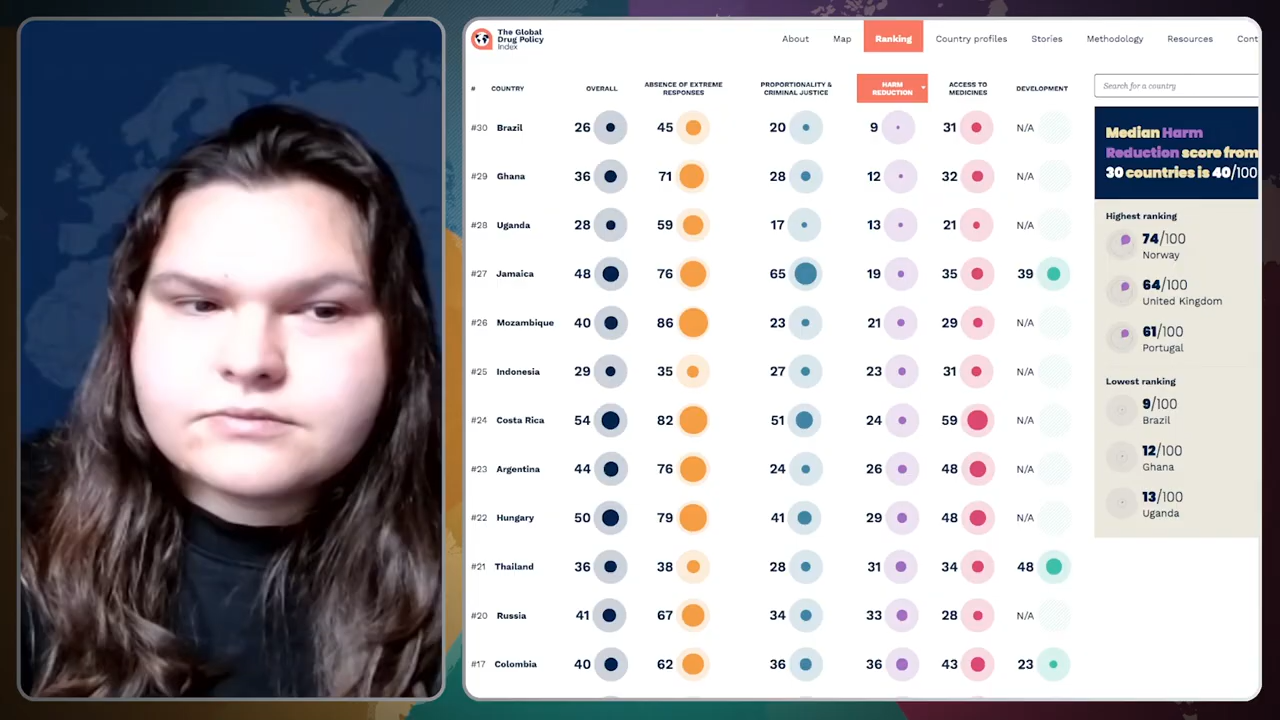 The Global
Drug Policy
Index
About Map Ranking Country profiles Stories Methodology Resources Cont
# COUNTRY OVERALL ABSENCE OF EXTREME RESPONSES PROPORTIONALITY & CRIMINAL JUSTICE HARM REDUCTION ACCESS TO MEDICINES DEVELOPMENT
#30 Brazil 26 45 20 9 31 N/A
#29 Ghana 36 71 28 12 32 N/A
#28 Uganda 28 59 17 13 21 N/A
#27 Jamaica 48 76 65 19 35 39
#26 Mozambique 40 86 23 21 29 N/A
#25 Indonesia 29 35 27 23 31 N/A
#24 Costa Rica 54 82 51 24 59 N/A
#23 Argentina 44 76 24 26 48 N/A
#22 Hungary 50 79 41 29 48 N/A
#21 Thailand 36 38 28 31 34 48
#20 Russia 41 67 34 33 28 N/A
#17 Colombia 40 62 36 36 43 23
Search for a country
Median Harm
Reduction score from
30 countries is 40/100
Highest ranking
74/100
Norway
64/100
United Kingdom
61/100
Portugal
Lowest ranking
9/100
Brazil
12/100
Ghana
13/100
Uganda